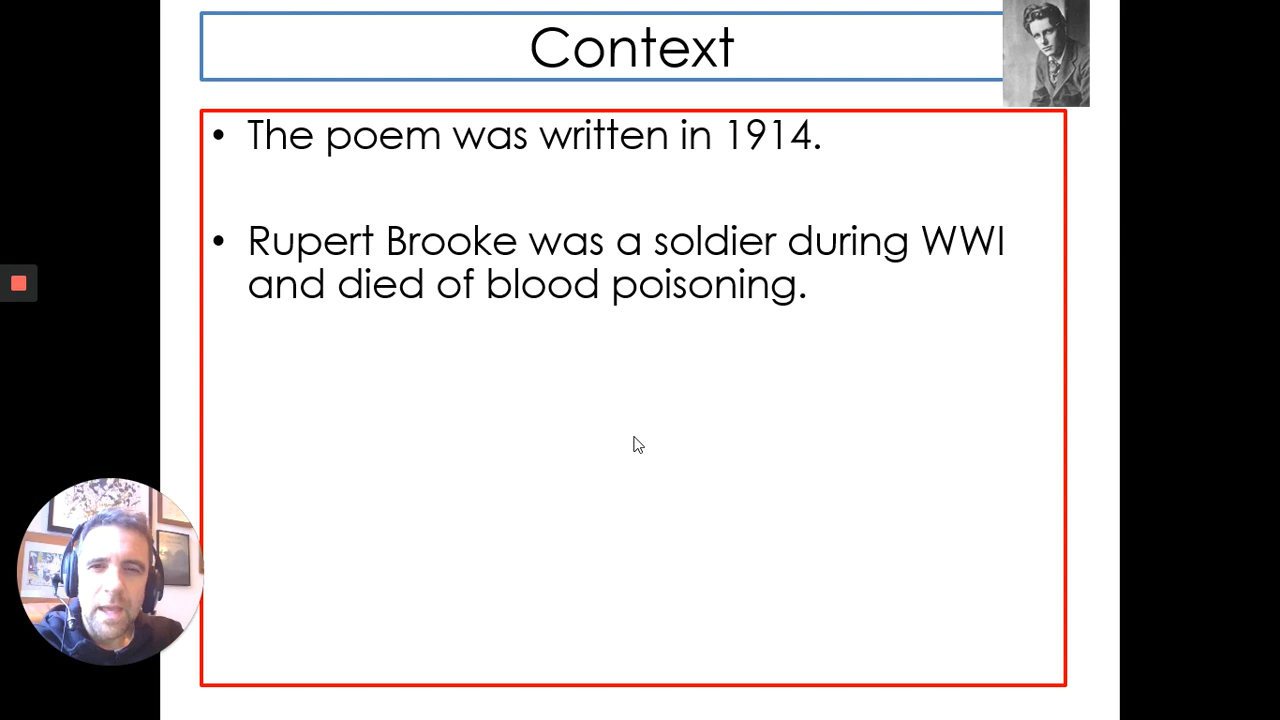 Context
• The poem was written in 1914.
• Rupert Brooke was a soldier during WWI
and died of blood poisoning.